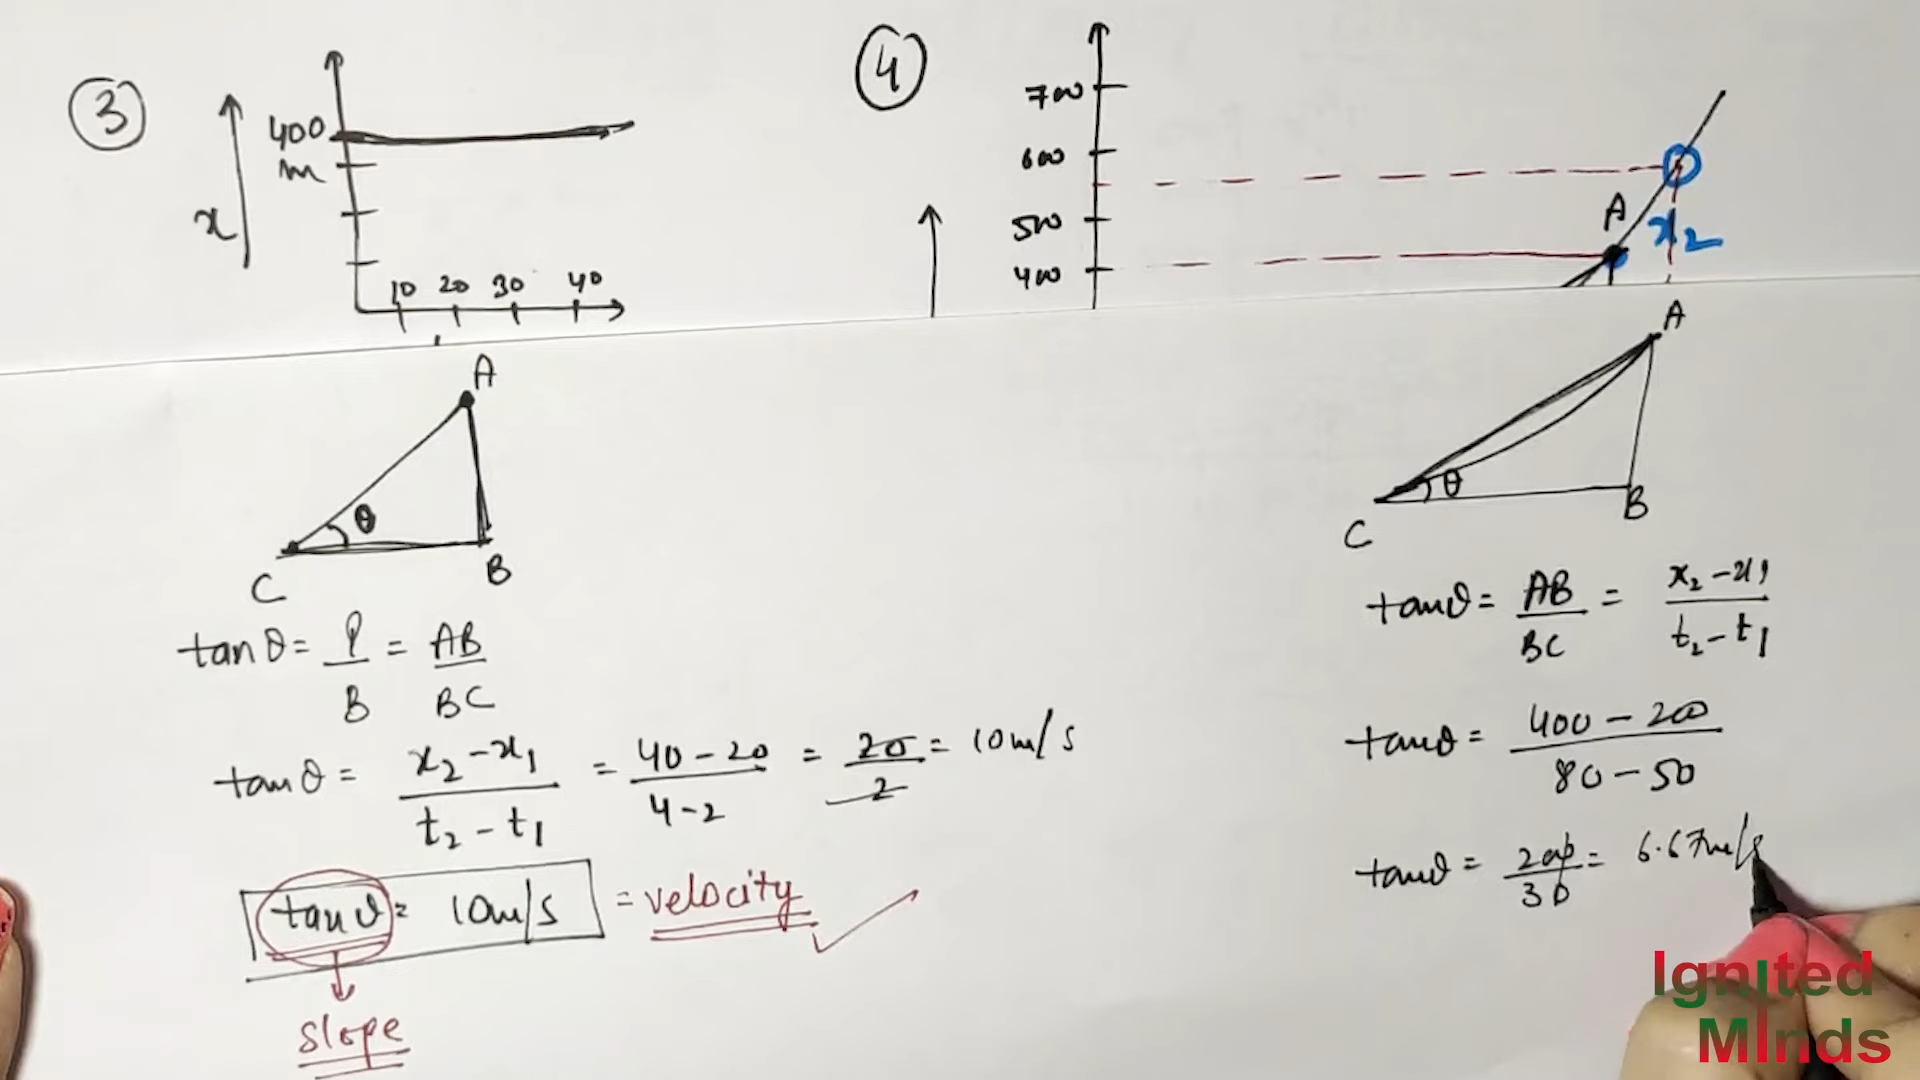 3
400
m
x
10 20 30 40
4
700
600
500
400
A
x2
A
θ
C
B
tanθ = P/B = AB/BC
tanθ = x2-x1/t2-t1 = 40-20/4-2 = 20/2 = 10m/s
tanθ = 10m/s = velocity
slope
A
θ
C
B
tanθ = AB/BC = x2-x1/t2-t1
tanθ = 400-200/80-50
tanθ = 200/30 = 6.67m/s
Ignited
Minds